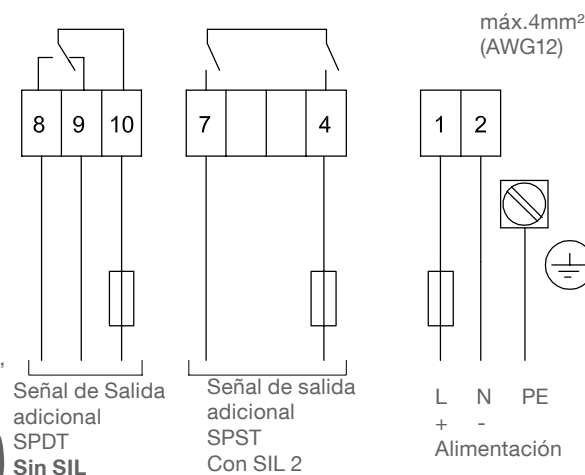 máx.4mm²
(AWG12)
8 9 10
7 4
1 2
Señal de Salida
adicional
SPDT
Sin SIL
Señal de salida
adicional
SPST
Con SIL 2
L N PE
+ -
Alimentación